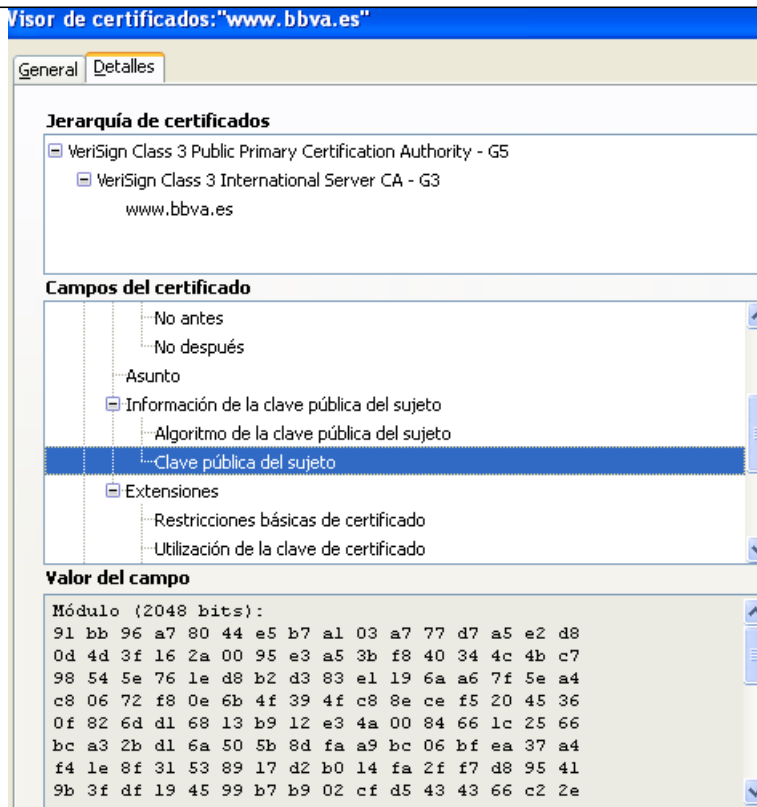 Visor de certificados:"www.bbva.es"
General Detalles
Jerarquía de certificados
VeriSign Class 3 Public Primary Certification Authority - G5
VeriSign Class 3 International Server CA - G3
www.bbva.es
Campos del certificado
No antes
No después
Asunto
Información de la clave pública del sujeto
Algoritmo de la clave pública del sujeto
Clave pública del sujeto
Extensiones
Restricciones básicas de certificado
Utilización de la clave de certificado
Valor del campo
Módulo (2048 bits):
91 bb 96 a7 80 44 e5 b7 a1 03 a7 77 d7 a5 e2 d8
0d 4d 3f 16 2a 00 95 e3 a5 3b f8 40 34 4c 4b c7
98 54 5e 76 1e d8 b2 d3 83 e1 19 6a a6 7f 5e a4
c8 06 72 f8 0e 6b 4f 39 4f c8 8e ce f5 20 45 36
0f 82 6d d1 68 13 b9 12 e3 4a 00 84 66 1c 25 66
bc a3 2b d1 6a 50 5b 8d fa a9 bc 06 bf ea 37 a4
f4 1e 8f 31 53 89 17 d2 b0 14 fa 2f f7 d8 95 41
9b 3f df 19 45 99 b7 b9 02 cf d5 43 43 66 c2 2e